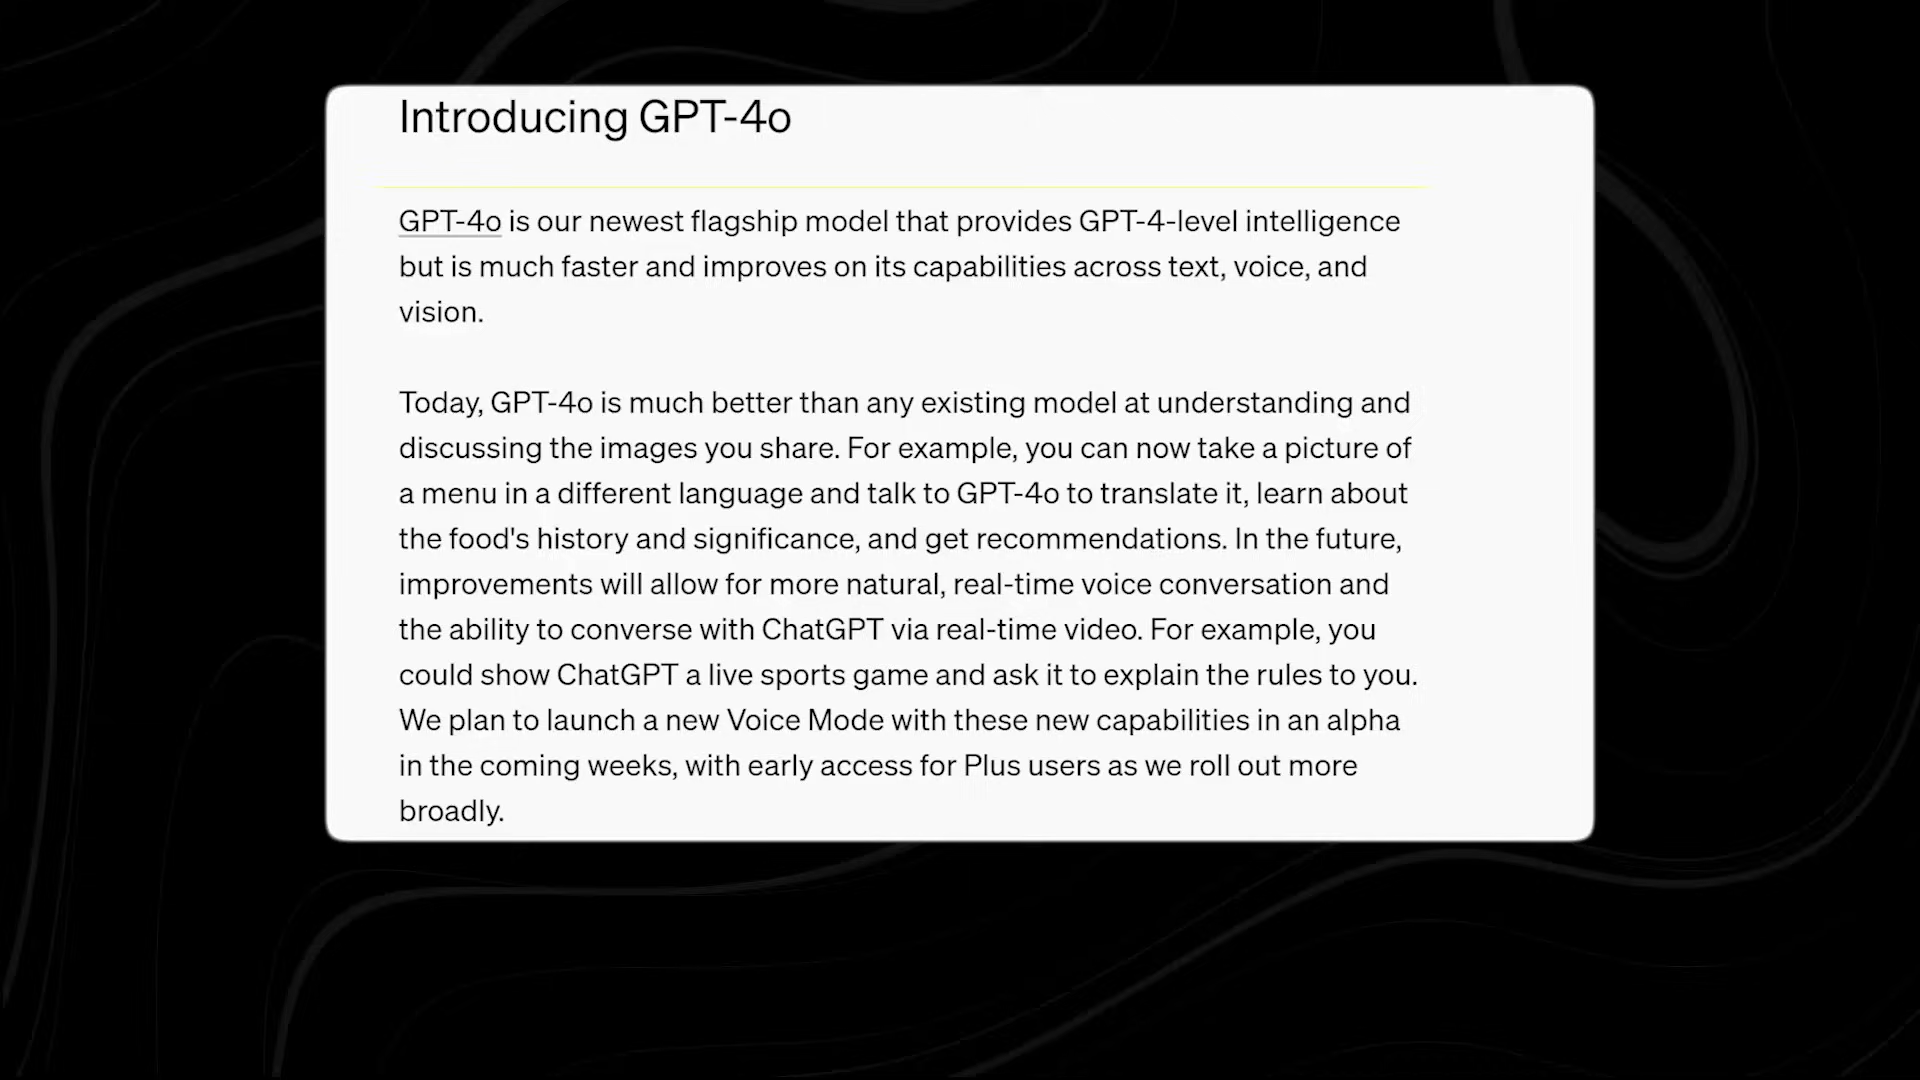 Introducing GPT-4o
GPT-4o is our newest flagship model that provides GPT-4-level intelligence
but is much faster and improves on its capabilities across text, voice, and
vision.
Today, GPT-4o is much better than any existing model at understanding and
discussing the images you share. For example, you can now take a picture of
a menu in a different language and talk to GPT-4o to translate it, learn about
the food's history and significance, and get recommendations. In the future,
improvements will allow for more natural, real-time voice conversation and
the ability to converse with ChatGPT via real-time video. For example, you
could show ChatGPT a live sports game and ask it to explain the rules to you.
We plan to launch a new Voice Mode with these new capabilities in an alpha
in the coming weeks, with early access for Plus users as we roll out more
broadly.